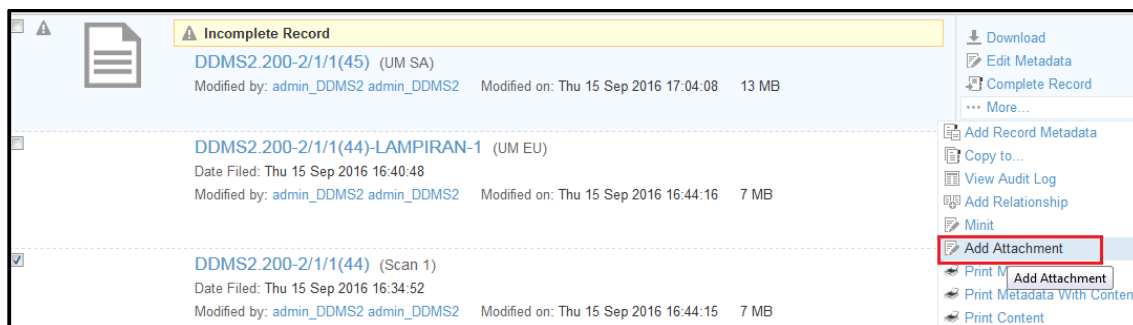 Incomplete Record
DDMS2.200-2/1/1(45) (UM SA)
Modified by: admin_DDMS2 admin_DDMS2 Modified on: Thu 15 Sep 2016 17:04:08 13 MB
DDMS2.200-2/1/1(44)-LAMPIRAN-1 (UM EU)
Date Filed: Thu 15 Sep 2016 16:40:48
Modified by: admin_DDMS2 admin_DDMS2 Modified on: Thu 15 Sep 2016 16:44:16 7 MB
DDMS2.200-2/1/1(44) (Scan 1)
Date Filed: Thu 15 Sep 2016 16:34:52
Modified by: admin_DDMS2 admin_DDMS2 Modified on: Thu 15 Sep 2016 16:44:15 7 MB
Download
Edit Metadata
Complete Record
··· More...
Add Record Metadata
Copy to...
View Audit Log
Add Relationship
Minit
Add Attachment
Print M
Add Attachment
Print Metadata With Conten
Print Content